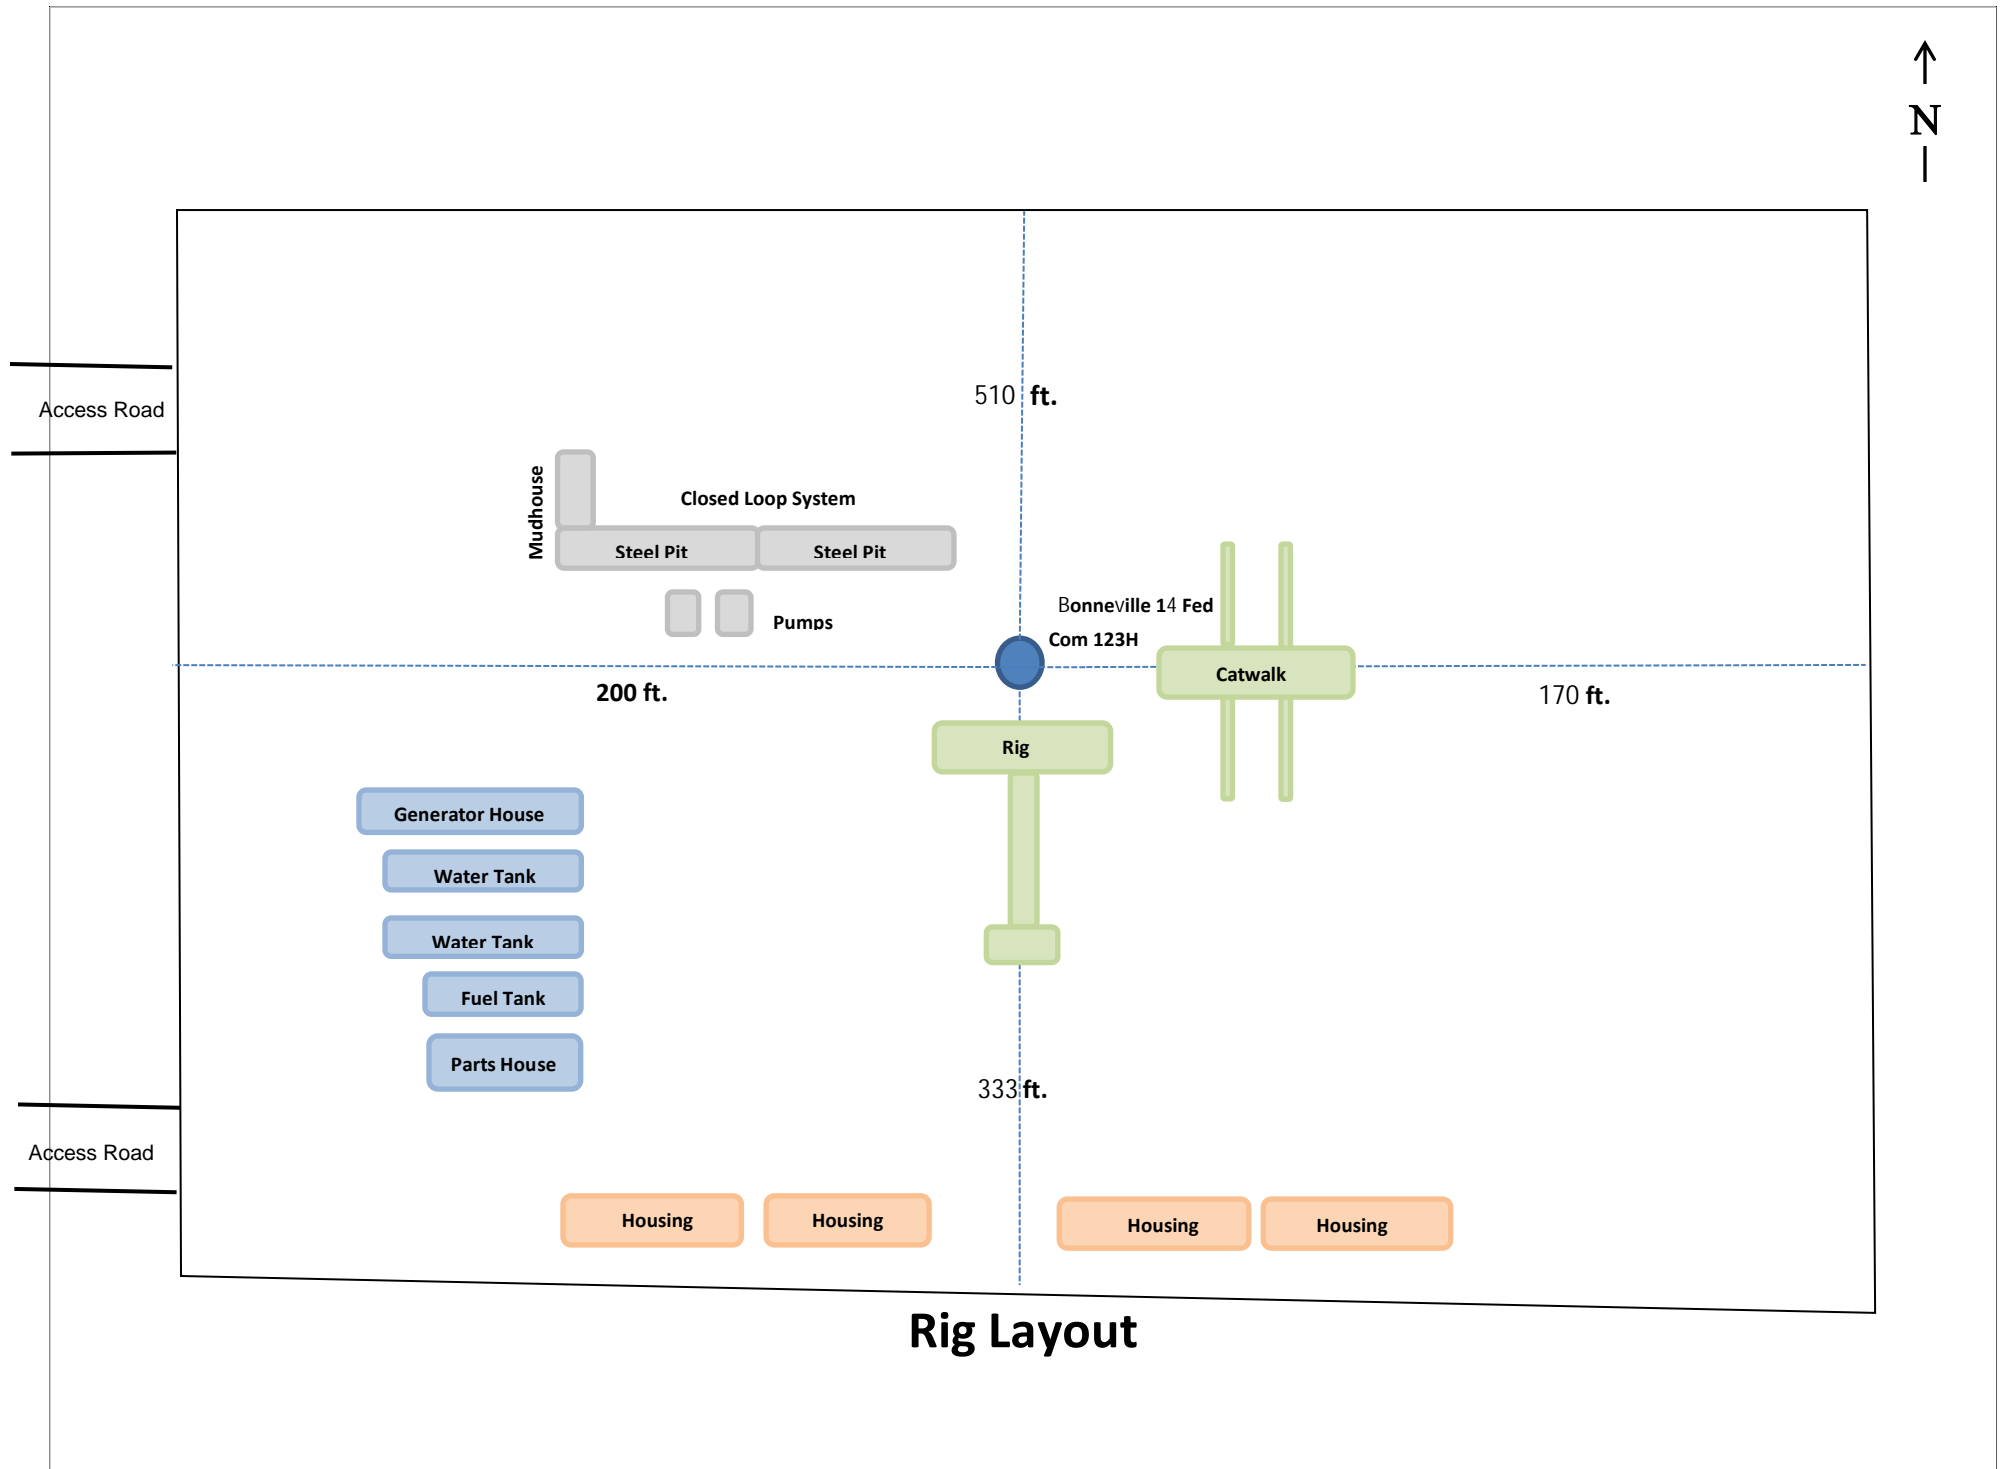 N
Access Road
510 ft.
Mudhouse
Closed Loop System
Steel Pit
Steel Pit
Bonneville 14 Fed
Com 123H
Pumps
Catwalk
200 ft.
170 ft.
Rig
Generator House
Water Tank
Water Tank
Fuel Tank
Parts House
333 ft.
Access Road
Housing
Housing
Housing
Housing
Rig Layout